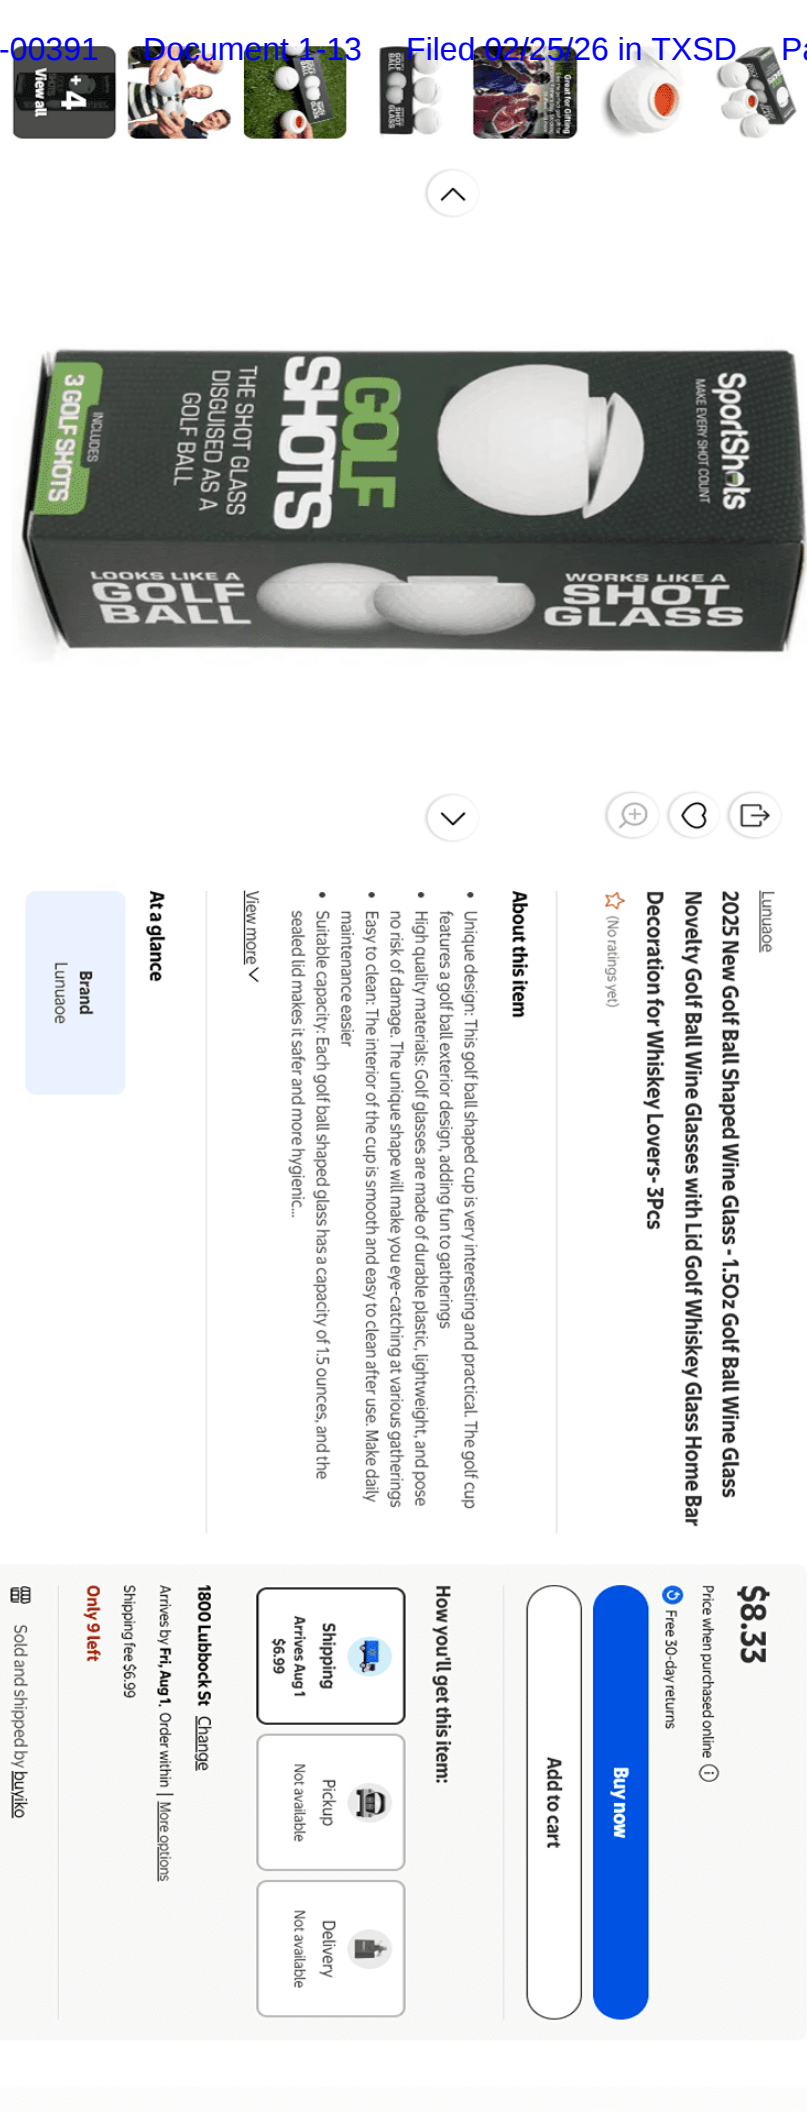 -00391 Document 1-13 Filed 02/25/26 in TXSD
Great for Gifting
+4
View all
SportShots
MAKE EVERY SHOT COUNT
GOLF
SHOTS
THE SHOT GLASS
DISGUISED AS A
GOLF BALL
INCLUDES
3 GOLF SHOTS
LOOKS LIKE A
GOLF
BALL
WORKS LIKE A
SHOT
GLASS
Lunuaoe
2025 New Golf Ball Shaped Wine Glass - 1.5Oz Golf Ball Wine Glass
Novelty Golf Ball Wine Glasses with Lid Golf Whiskey Glass Home Bar
Decoration for Whiskey Lovers- 3Pcs
(No ratings yet)
About this item
• Unique design: This golf ball shaped cup is very interesting and practical. The golf cup
features a golf ball exterior design, adding fun to gatherings
• High quality materials: Golf glasses are made of durable plastic, lightweight, and pose
no risk of damage. The unique shape will make you eye-catching at various gatherings
• Easy to clean: The interior of the cup is smooth and easy to clean after use. Make daily
maintenance easier
• Suitable capacity: Each golf ball shaped glass has a capacity of 1.5 ounces, and the
sealed lid makes it safer and more hygienic...
View more
At a glance
Brand
Lunuaoe
$8.33
Price when purchased online
Free 30-day returns
Buy now
Add to cart
How you'll get this item:
Shipping
Arrives Aug 1
$6.99
Pickup
Not available
Delivery
Not available
1800 Lubbock St Change
Arrives by Fri, Aug 1. Order within | More options
Shipping fee $6.99
Only 9 left
Sold and shipped by buyiko